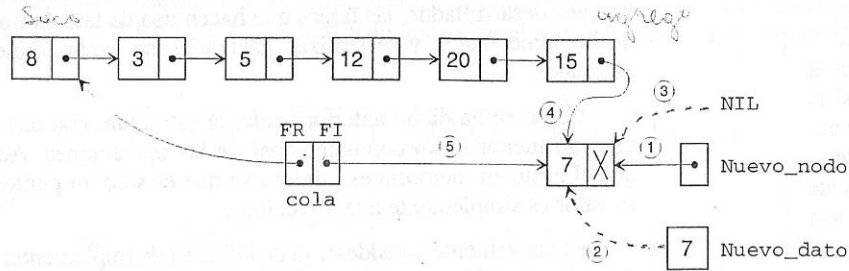 Saco agrego
8 3 5 12 20 15
④ ③ NIL
FR FI
⑤ 7 ① Nuevo_nodo
cola
② 7 Nuevo_dato